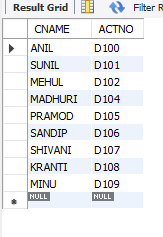 Result Grid Filter R
CNAME ACTNO
ANIL D100
SUNIL D101
MEHUL D102
MADHURI D104
PRAMOD D105
SANDIP D106
SHIVANI D107
KRANTI D108
MINU D109
NULL NULL